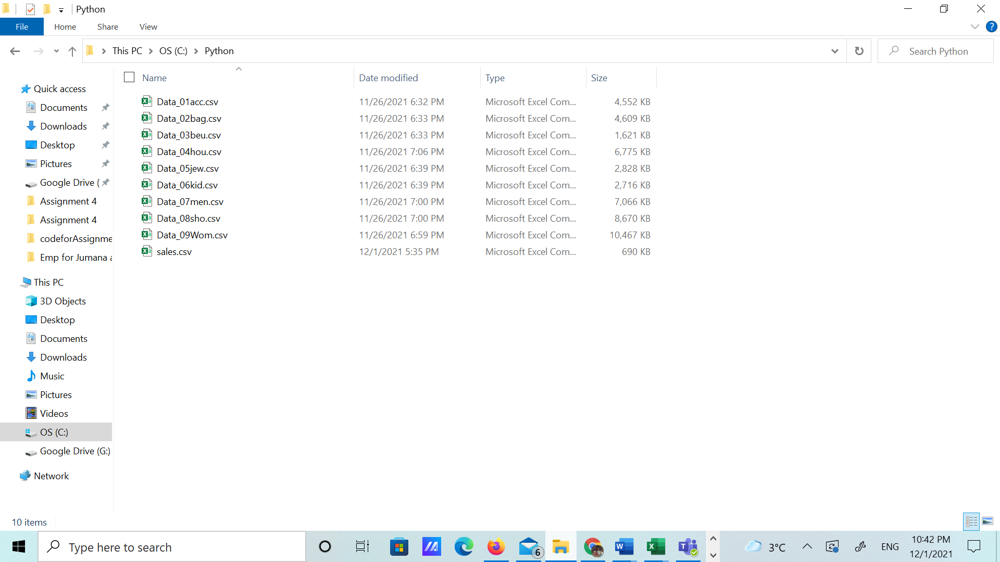 Python
File Home Share View
This PC OS (C:) Python
Search Python
Name Date modified Type Size
Data_01acc.csv 11/26/2021 6:32 PM Microsoft Excel Com... 4,552 KB
Data_02bag.csv 11/26/2021 6:33 PM Microsoft Excel Com... 4,609 KB
Data_03beu.csv 11/26/2021 6:33 PM Microsoft Excel Com... 1,621 KB
Data_04hou.csv 11/26/2021 7:06 PM Microsoft Excel Com... 6,775 KB
Data_05jew.csv 11/26/2021 6:39 PM Microsoft Excel Com... 2,828 KB
Data_06kid.csv 11/26/2021 6:39 PM Microsoft Excel Com... 2,716 KB
Data_07men.csv 11/26/2021 7:00 PM Microsoft Excel Com... 7,066 KB
Data_08sho.csv 11/26/2021 7:00 PM Microsoft Excel Com... 8,670 KB
Data_09Wom.csv 11/26/2021 6:59 PM Microsoft Excel Com... 10,467 KB
sales.csv 12/1/2021 5:35 PM Microsoft Excel Com... 690 KB
Quick access
Documents
Downloads
Desktop
Pictures
Google Drive (
Assignment 4
Assignment 4
codeforAssignme
Emp for Jumana a
This PC
3D Objects
Desktop
Documents
Downloads
Music
Pictures
Videos
OS (C:)
Google Drive (G:)
Network
10 items
Type here to search
6
3°C
ENG
10:42 PM
12/1/2021